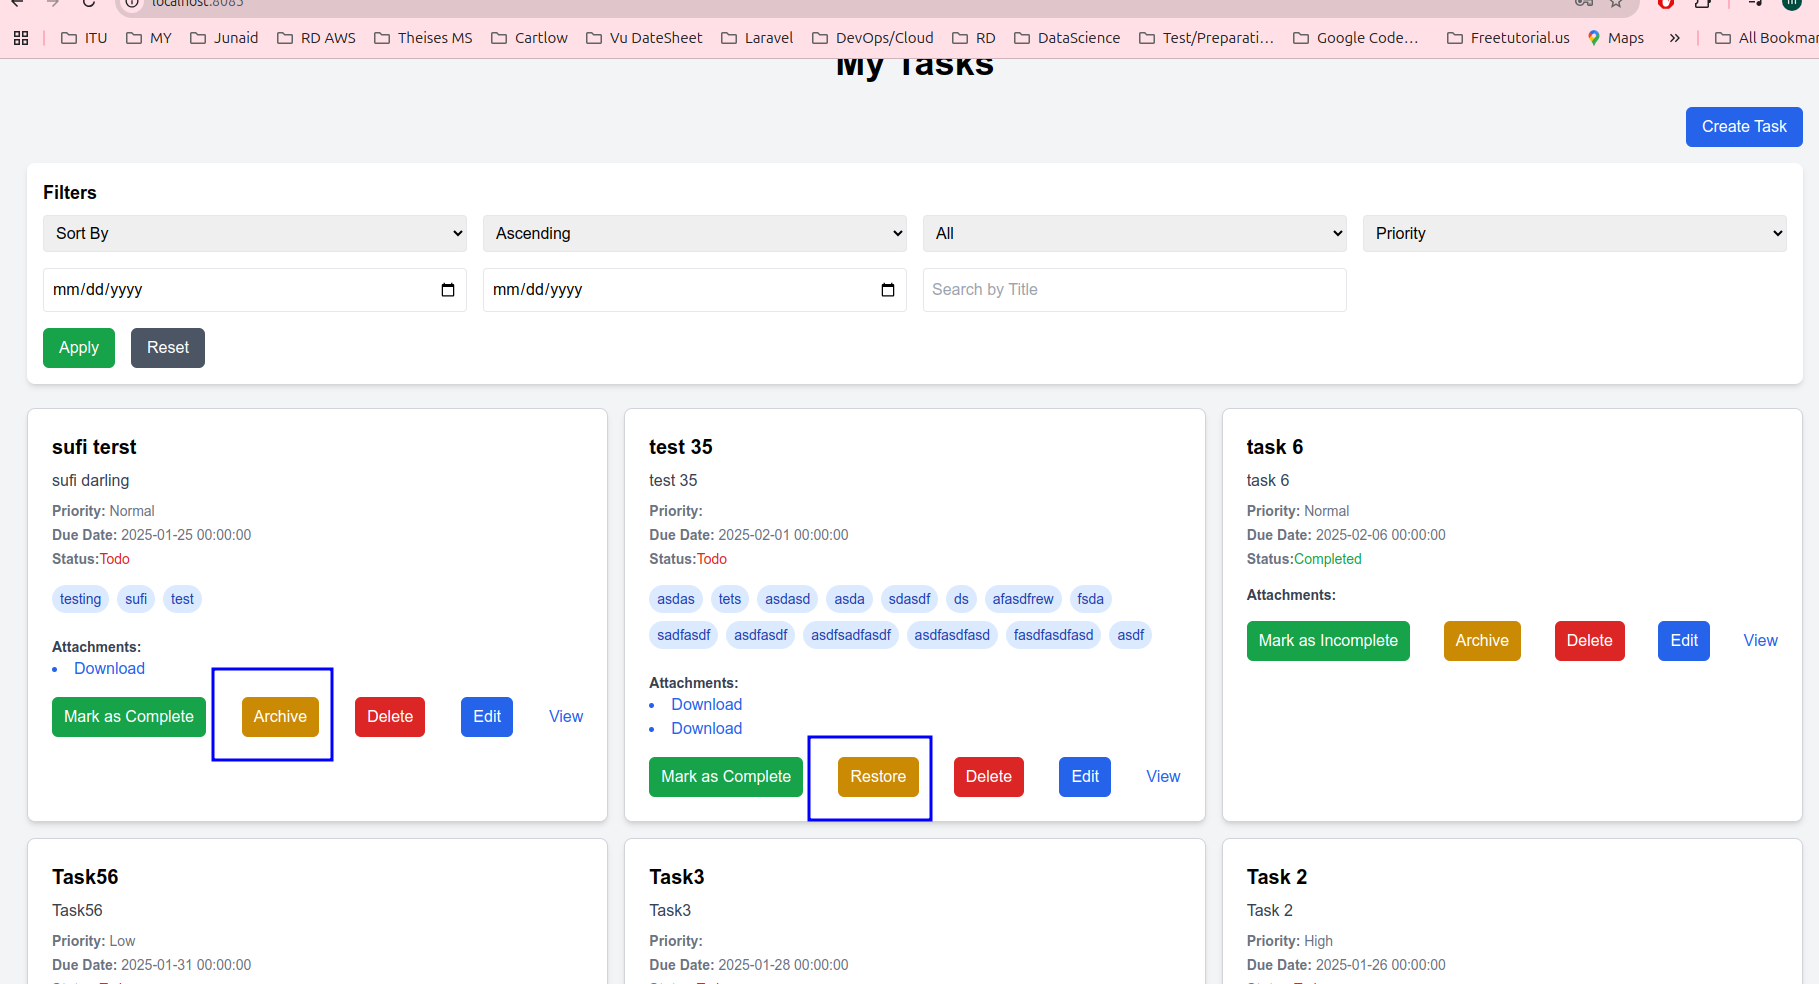 localhost:8085
ITU MY Junaid RD AWS Theises MS Cartlow Vu DateSheet Laravel DevOps/Cloud RD DataScience Test/Preparati… Google Code… Freetutorial.us Maps » All Bookmar
My Tasks
Create Task
Filters
Sort By Ascending All Priority
mm/dd/yyyy mm/dd/yyyy Search by Title
Apply Reset
sufi terst
sufi darling
Priority: Normal
Due Date: 2025-01-25 00:00:00
Status:Todo
testing sufi test
Attachments:
• Download
Mark as Complete Archive Delete Edit View
test 35
test 35
Priority:
Due Date: 2025-02-01 00:00:00
Status:Todo
asdas tets asdasd asda sdasdf ds afasdfrew fsda
sadfasdf asdfasdf asdfsadfasdf asdfasdfasd fasdfasdfasd asdf
Attachments:
• Download
• Download
Mark as Complete Restore Delete Edit View
task 6
task 6
Priority: Normal
Due Date: 2025-02-06 00:00:00
Status:Completed
Attachments:
Mark as Incomplete Archive Delete Edit View
Task56
Task56
Priority: Low
Due Date: 2025-01-31 00:00:00
Task3
Task3
Priority:
Due Date: 2025-01-28 00:00:00
Task 2
Task 2
Priority: High
Due Date: 2025-01-26 00:00:00